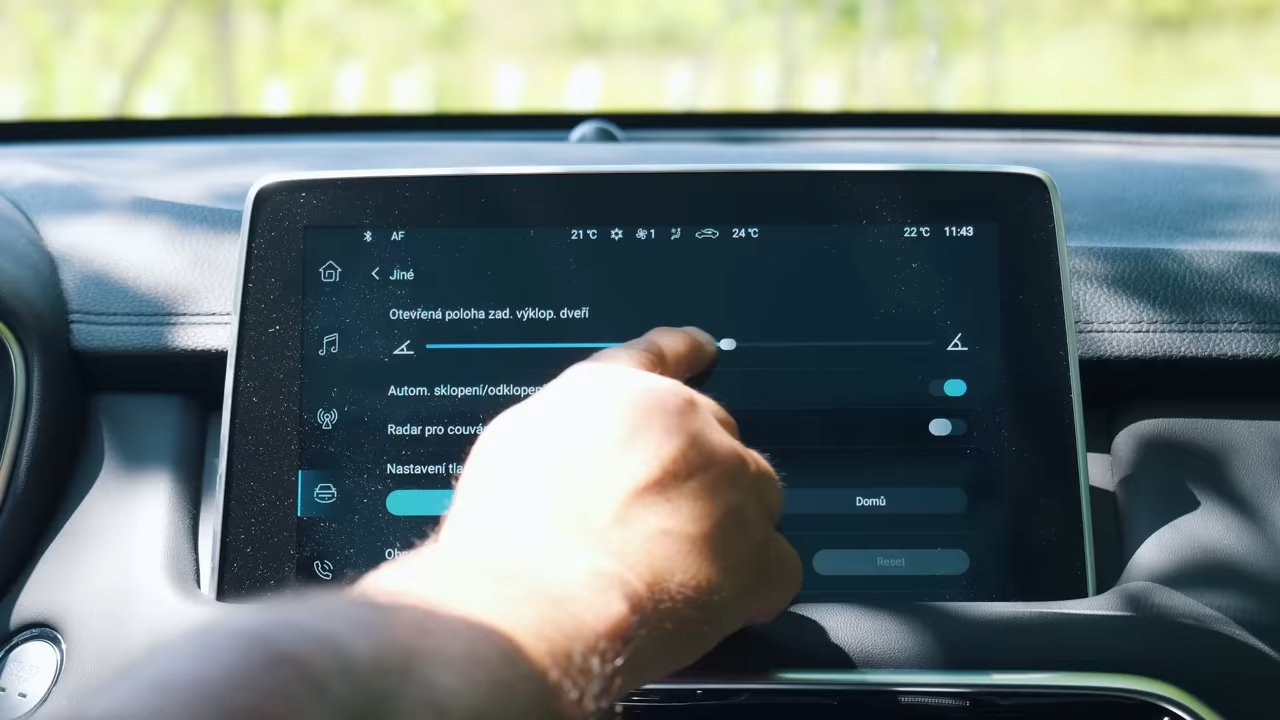 AF 21 °C 1 24 °C 22 °C 11:43
Jiné
Otevřená poloha zad. výklop. dveří
Autom. sklopení/odklopen
Radar pro couvá
Nastavení tla
Domů
Reset